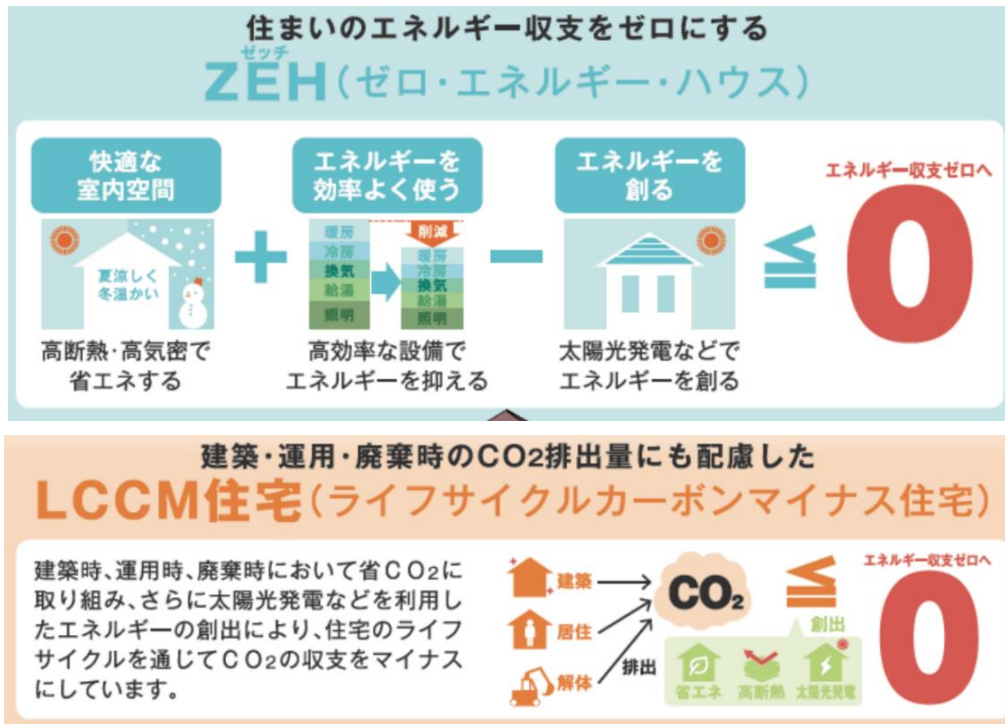 住まいのエネルギー収支をゼロにする
ゼッチ
ZEH(ゼロ・エネルギー・ハウス)
快適な
室内空間
夏涼しく
冬温かい
高断熱・高気密で
省エネする
+
エネルギーを
効率よく使う
暖房
冷房
換気
給湯
照明
削減
暖房
冷房
換気
給湯
照明
高効率な設備で
エネルギーを抑える
−
エネルギーを
創る
太陽光発電などで
エネルギーを創る
≦
エネルギー収支ゼロへ
0
建築・運用・廃棄時のCO2排出量にも配慮した
LCCM住宅(ライフサイクルカーボンマイナス住宅)
建築時、運用時、廃棄時において省CO2に
取り組み、さらに太陽光発電などを利用し
たエネルギーの創出により、住宅のライフ
サイクルを通じてCO2の収支をマイナス
にしています。
建築
居住
解体
排出
CO2
≦
創出
省エネ
高断熱
太陽光発電
エネルギー収支ゼロへ
0